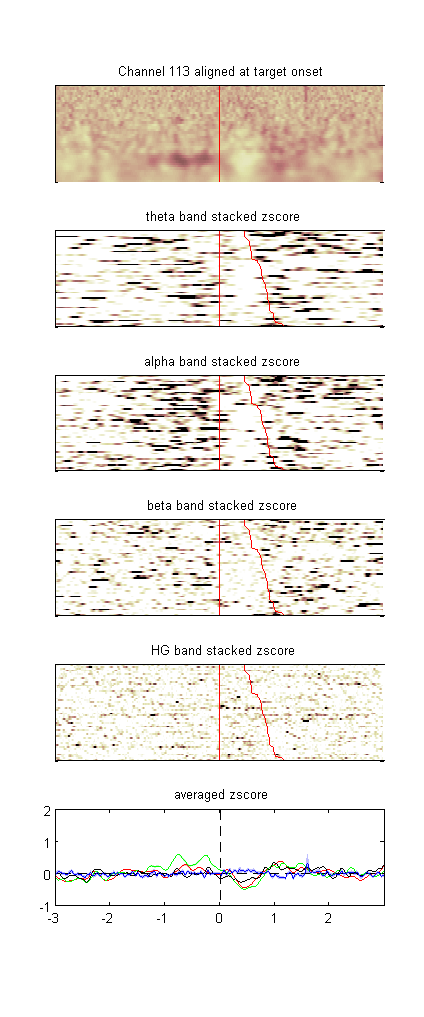 Channel 113 aligned at target onset
theta band stacked zscore
alpha band stacked zscore
beta band stacked zscore
HG band stacked zscore
averaged zscore
2
1
0
-1
-3 -2 -1 0 1 2